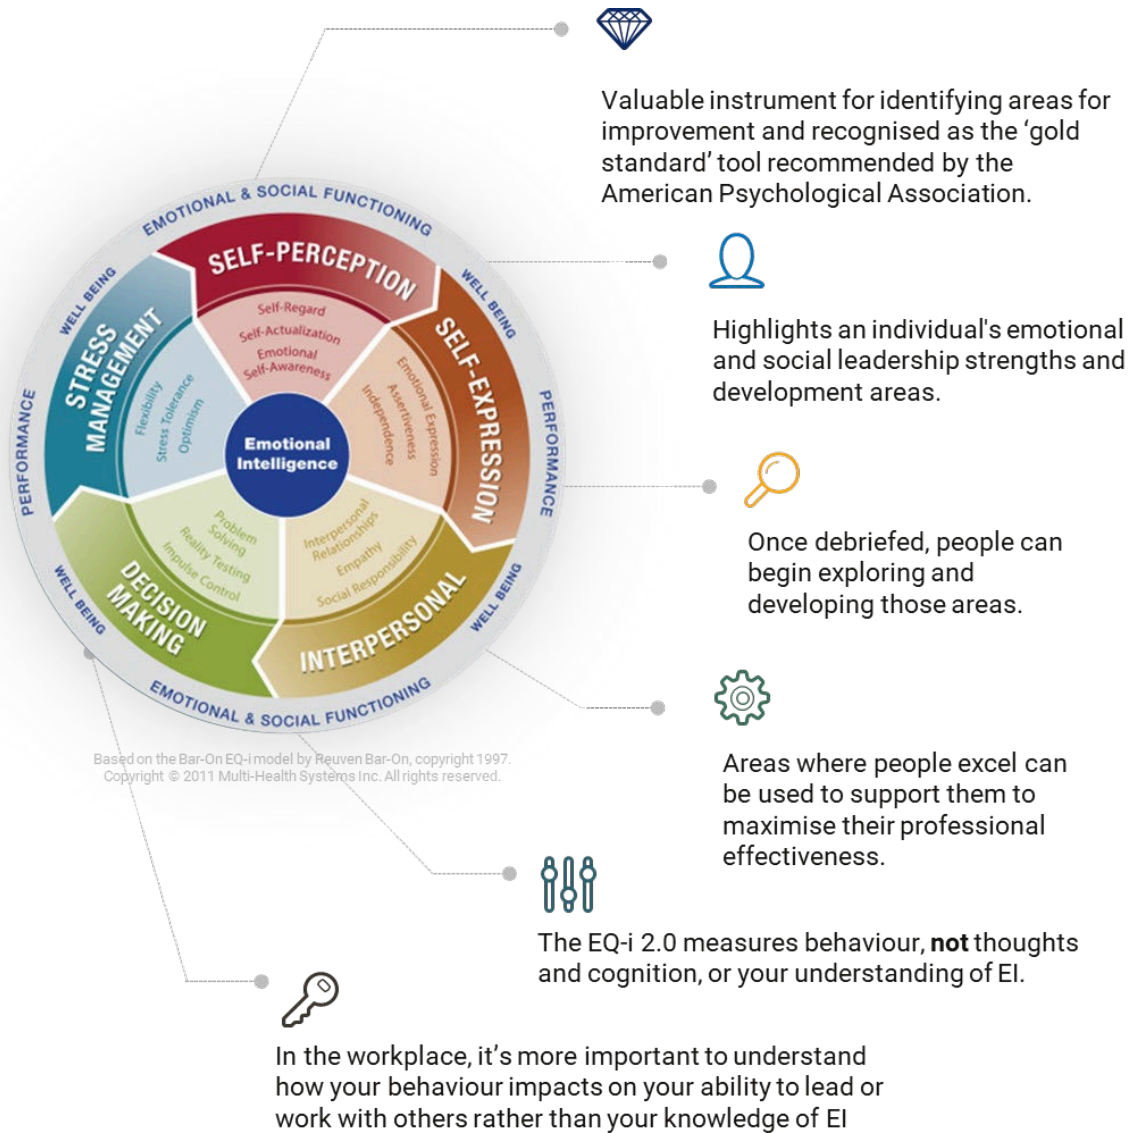 Valuable instrument for identifying areas for
improvement and recognised as the ‘gold
standard’ tool recommended by the
American Psychological Association.
EMOTIONAL & SOCIAL FUNCTIONING
WELL BEING
WELL BEING
PERFORMANCE
PERFORMANCE
WELL BEING
WELL BEING
EMOTIONAL & SOCIAL FUNCTIONING
SELF-PERCEPTION
Self-Regard
Self-Actualization
Emotional
Self-Awareness
SELF-EXPRESSION
Emotional Expression
Assertiveness
Independence
INTERPERSONAL
Interpersonal
Relationships
Empathy
Social Responsibility
DECISION
MAKING
Problem
Solving
Reality Testing
Impulse Control
STRESS
MANAGEMENT
Flexibility
Stress Tolerance
Optimism
Emotional
Intelligence
Highlights an individual's emotional
and social leadership strengths and
development areas.
Once debriefed, people can
begin exploring and
developing those areas.
Areas where people excel can
be used to support them to
maximise their professional
effectiveness.
Based on the Bar-On EQ-i model by Reuven Bar-On, copyright 1997.
Copyright © 2011 Multi-Health Systems Inc. All rights reserved.
The EQ-i 2.0 measures behaviour, not thoughts
and cognition, or your understanding of EI.
In the workplace, it’s more important to understand
how your behaviour impacts on your ability to lead or
work with others rather than your knowledge of EI